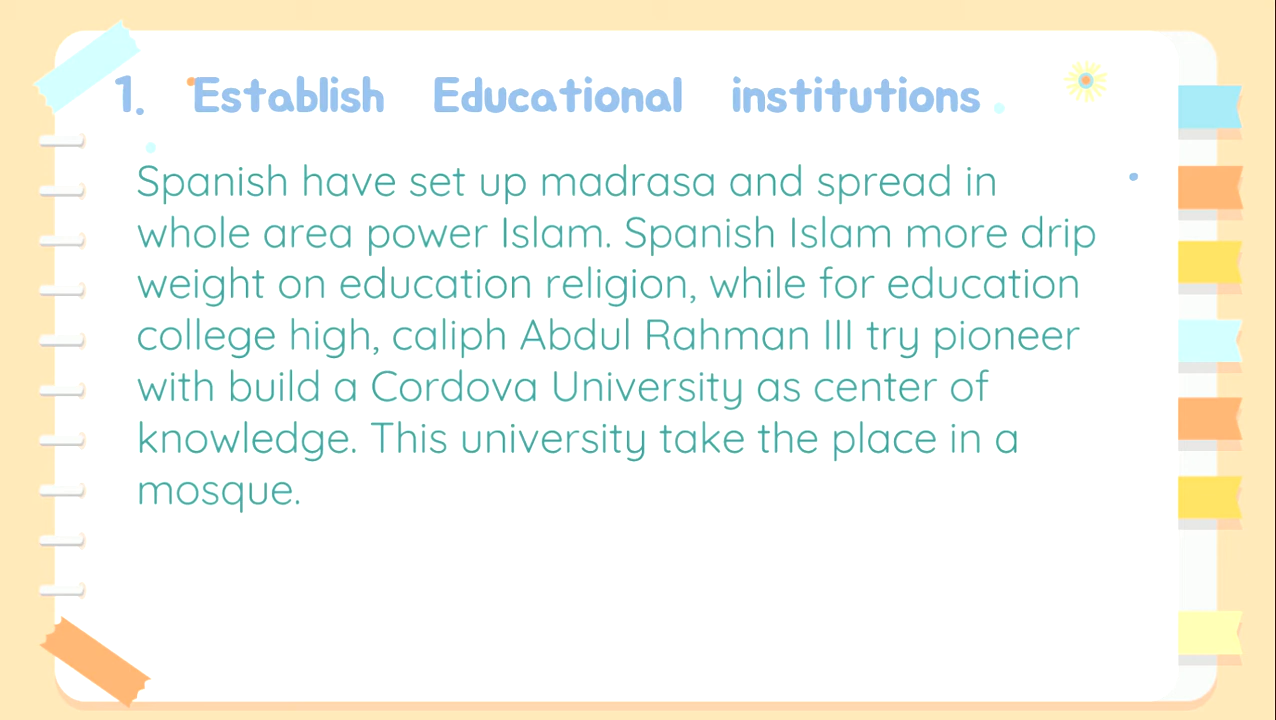 1. Establish Educational institutions
Spanish have set up madrasa and spread in
whole area power Islam. Spanish Islam more drip
weight on education religion, while for education
college high, caliph Abdul Rahman III try pioneer
with build a Cordova University as center of
knowledge. This university take the place in a
mosque.